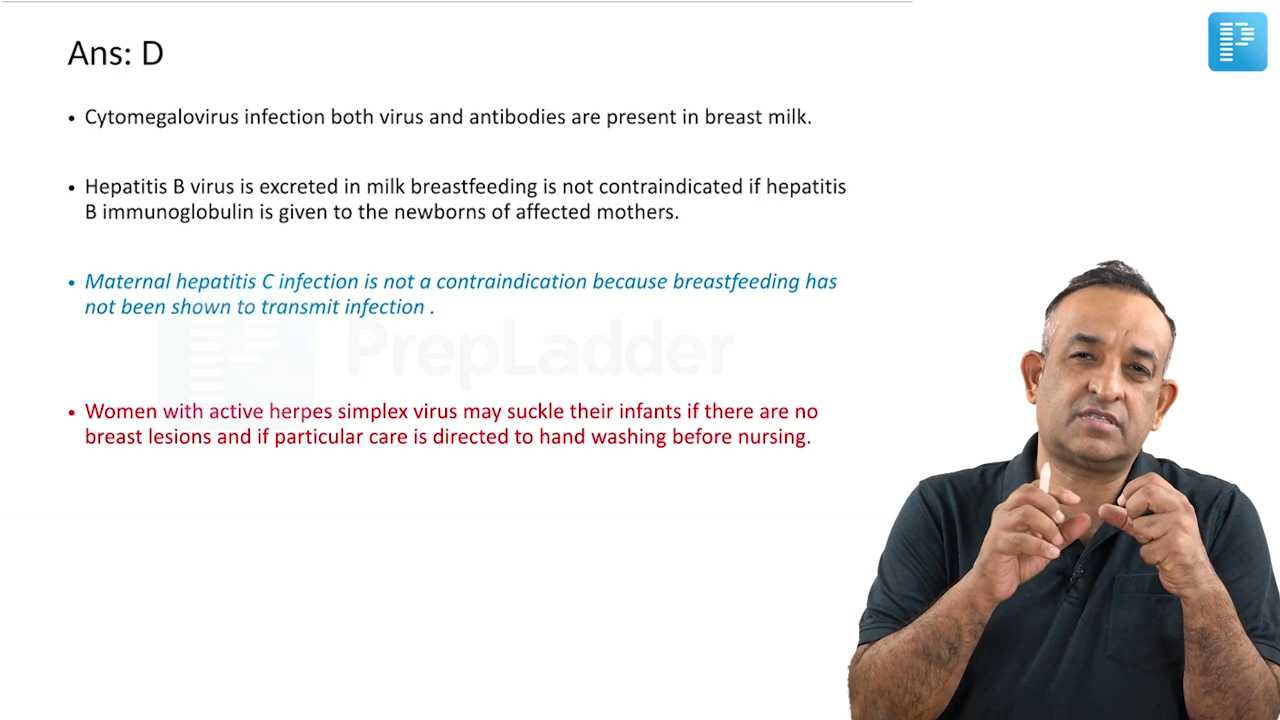 Ans: D
• Cytomegalovirus infection both virus and antibodies are present in breast milk.
• Hepatitis B virus is excreted in milk breastfeeding is not contraindicated if hepatitis
B immunoglobulin is given to the newborns of affected mothers.
• Maternal hepatitis C infection is not a contraindication because breastfeeding has
not been shown to transmit infection .
PrepLadder
• Women with active herpes simplex virus may suckle their infants if there are no
breast lesions and if particular care is directed to hand washing before nursing.